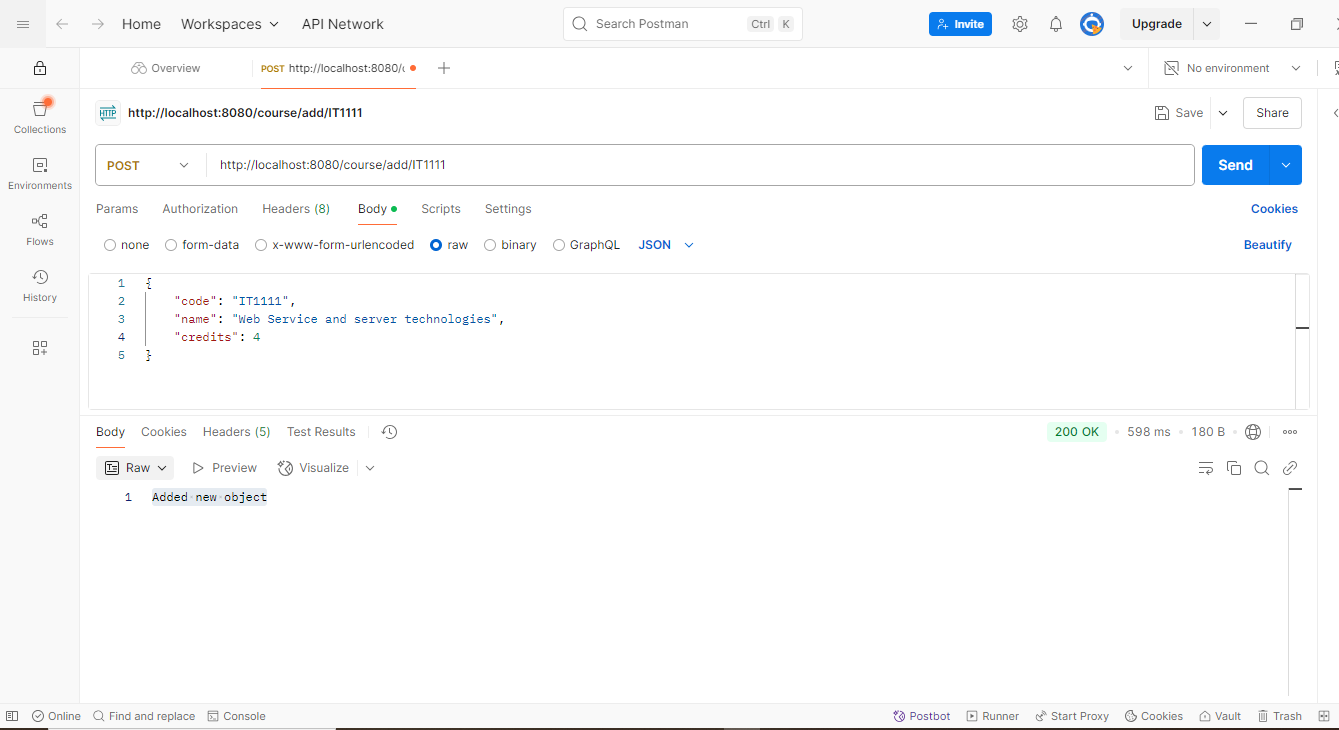 Home Workspaces API Network Search Postman Ctrl K Invite Upgrade
Overview POST http://localhost:8080/c No environment
HTTP http://localhost:8080/course/add/IT1111 Save Share
Collections
POST http://localhost:8080/course/add/IT1111 Send
Environments
Params Authorization Headers (8) Body Scripts Settings Cookies
Flows
none form-data x-www-form-urlencoded raw binary GraphQL JSON Beautify
History
1 {
2 "code": "IT1111",
3 "name": "Web Service and server technologies",
4 "credits": 4
5 }
Body Cookies Headers (5) Test Results 200 OK 598 ms 180 B
Raw Preview Visualize
1 Added new object
Online Find and replace Console Postbot Runner Start Proxy Cookies Vault Trash